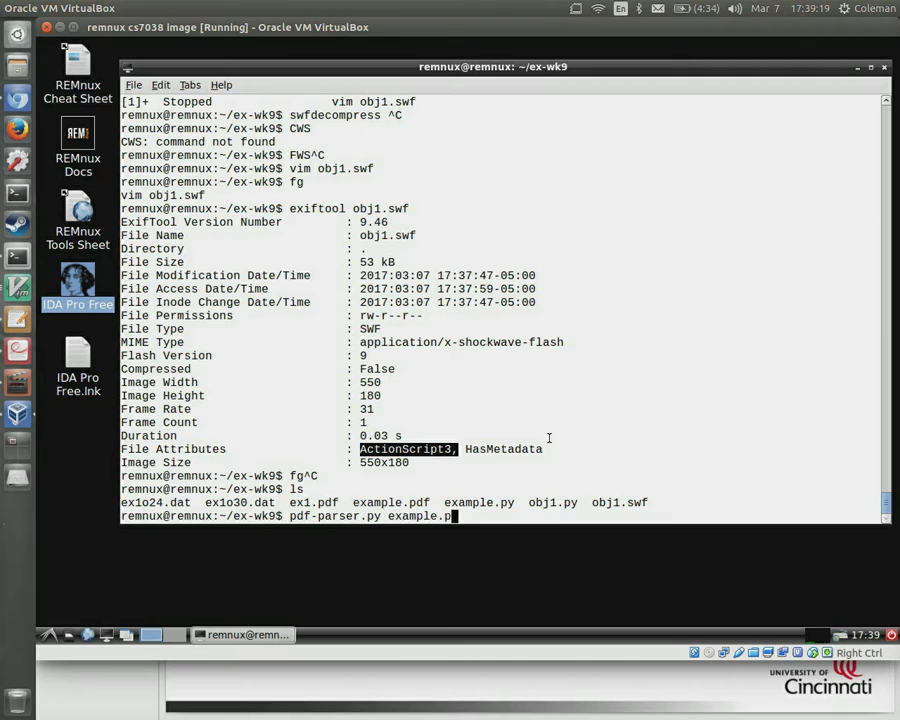 Oracle VM VirtualBox
En
(4:34)
Mar 7
17:39:19
Coleman
remnux cs7038 image [Running] - Oracle VM VirtualBox
REMnux
Cheat Sheet
REM
REMnux
Docs
REMnux
Tools Sheet
IDA Pro Free
IDA Pro
Free.lnk
remnux@remnux: ~/ex-wk9
File Edit Tabs Help
[1]+  Stopped                 vim obj1.swf
remnux@remnux:~/ex-wk9$ swfdecompress ^C
remnux@remnux:~/ex-wk9$ CWS
CWS: command not found
remnux@remnux:~/ex-wk9$ FWS^C
remnux@remnux:~/ex-wk9$ vim obj1.swf
remnux@remnux:~/ex-wk9$ fg
vim obj1.swf
remnux@remnux:~/ex-wk9$ exiftool obj1.swf
ExifTool Version Number         : 9.46
File Name                       : obj1.swf
Directory                       : .
File Size                       : 53 kB
File Modification Date/Time     : 2017:03:07 17:37:47-05:00
File Access Date/Time           : 2017:03:07 17:37:59-05:00
File Inode Change Date/Time     : 2017:03:07 17:37:47-05:00
File Permissions                : rw-r--r--
File Type                       : SWF
MIME Type                       : application/x-shockwave-flash
Flash Version                   : 9
Compressed                      : False
Image Width                     : 550
Image Height                    : 180
Frame Rate                      : 31
Frame Count                     : 1
Duration                        : 0.03 s
File Attributes                 : ActionScript3, HasMetadata
Image Size                      : 550x180
remnux@remnux:~/ex-wk9$ fg^C
remnux@remnux:~/ex-wk9$ ls
ex1o24.dat  ex1o30.dat  ex1.pdf  example.pdf  example.py  obj1.py  obj1.swf
remnux@remnux:~/ex-wk9$ pdf-parser.py example.p
remnux@remn...
17:39
Right Ctrl
UNIVERSITY OF
Cincinnati